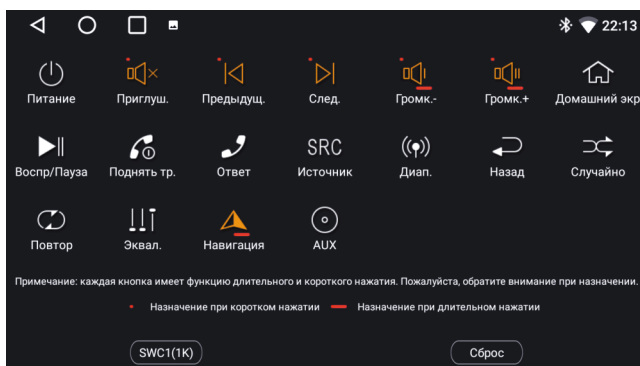 22:13
Питание Приглуш. Предыдущ. След. Громк.- Громк.+ Домашний экр
Воспр/Пауза Поднять тр. Ответ SRC Источник Диап. Назад Случайно
Повтор Эквал. Навигация AUX
Примечание: каждая кнопка имеет функцию длительного и короткого нажатия. Пожалуйста, обратите внимание при назначении.
Назначение при коротком нажатии Назначение при длительном нажатии
SWC1(1K) Сброс